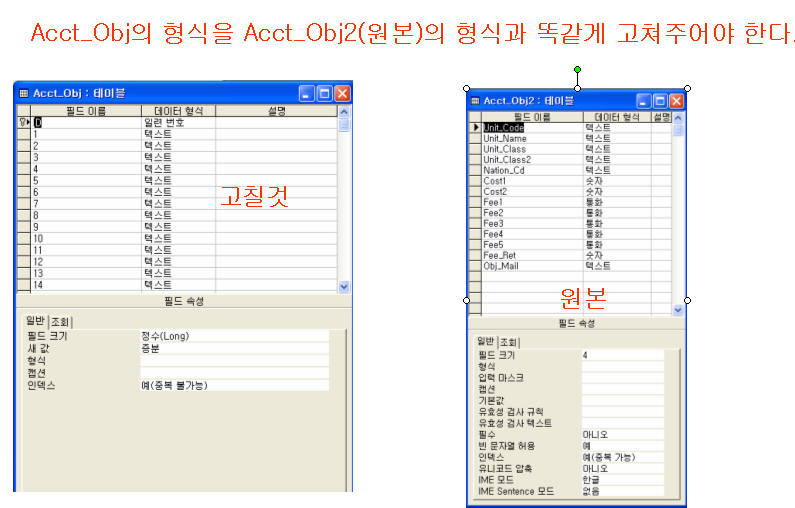 Acct_Obj의 형식을 Acct_Obj2(원본)의 형식과 똑같게 고쳐주어야 한다.
Acct_Obj : 테이블
필드 이름 데이터 형식 설명
ID 일련 번호
1 텍스트
2 텍스트
3 텍스트
4 텍스트
5 텍스트
6 텍스트
7 텍스트
8 텍스트
9 텍스트
10 텍스트
11 텍스트
12 텍스트
13 텍스트
14 텍스트
고칠것
필드 속성
일반 조회
필드 크기 정수(Long)
새 값 증분
형식
캡션
인덱스 예(중복 불가능)
Acct_Obj2 : 테이블
필드 이름 데이터 형식 설명
Unit_Code 텍스트
Unit_Name 텍스트
Unit_Class 텍스트
Unit_Class2 텍스트
Nation_Cd 텍스트
Cost1 숫자
Cost2 숫자
Fee1 통화
Fee2 통화
Fee3 통화
Fee4 통화
Fee5 통화
Fee_Ret 숫자
Obj_Mail 텍스트
원본
필드 속성
일반 조회
필드 크기 4
형식
입력 마스크
캡션
기본값
유효성 검사 규칙
유효성 검사 텍스트
필수 아니오
빈 문자열 허용 예
인덱스 예(중복 가능)
유니코드 압축 아니오
IME 모드 한글
IME Sentence 모드 없음